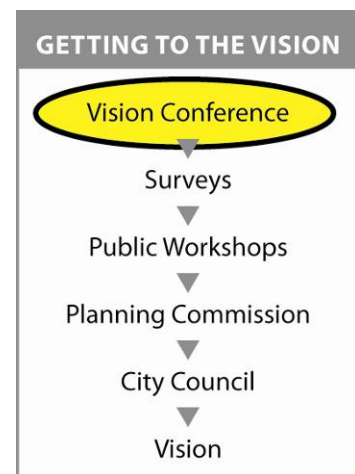 GETTING TO THE VISION
Vision Conference
Surveys
Public Workshops
Planning Commission
City Council
Vision